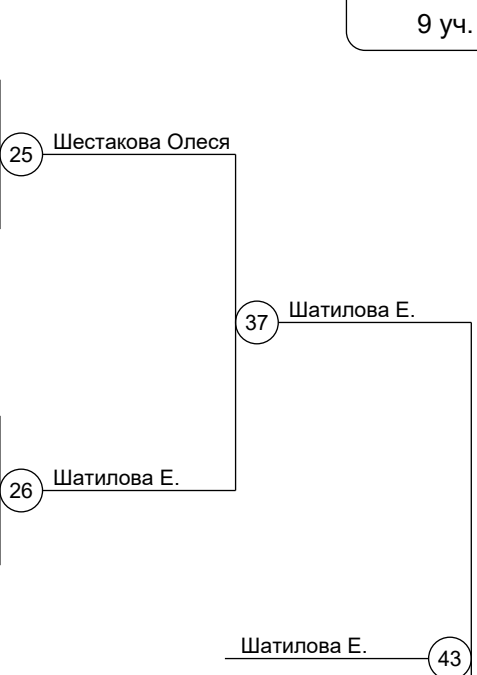 9 уч.
Шестакова Олеся
25
Шатилова Е.
37
Шатилова Е.
26
Шатилова Е.
43